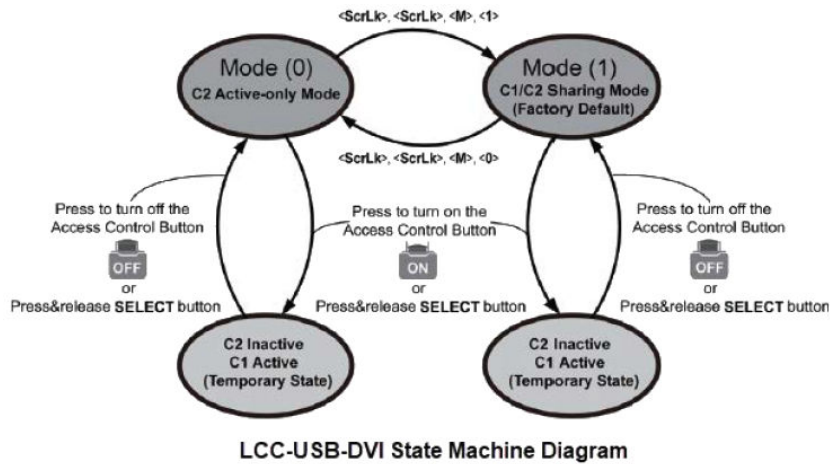 <ScrLk>, <ScrLk>, <M>, <1>
Mode (0)
C2 Active-only Mode
Mode (1)
C1/C2 Sharing Mode
(Factory Default)
<ScrLk>, <ScrLk>, <M>, <0>
Press to turn off the
Access Control Button
OFF
or
Press&release SELECT button
Press to turn on the
Access Control Button
ON
or
Press&release SELECT button
Press to turn off the
Access Control Button
OFF
or
Press&release SELECT button
C2 Inactive
C1 Active
(Temporary State)
C2 Inactive
C1 Active
(Temporary State)
LCC-USB-DVI State Machine Diagram